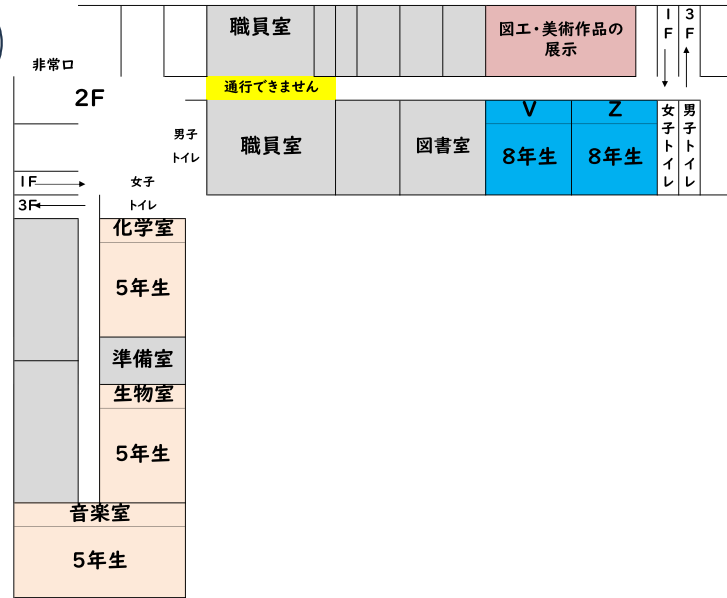 職員室
図工・美術作品の
展示
1F
3F
非常口
通行できません
2F
職員室
図書室
V
8年生
Z
8年生
女子トイレ
男子トイレ
男子
トイレ
1F
女子
3F
トイレ
化学室
5年生
準備室
生物室
5年生
音楽室
5年生